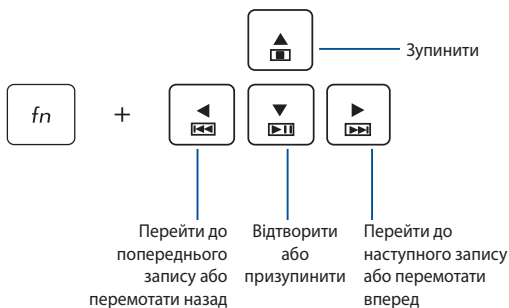 Зупинити
fn
+
Перейти до
попереднього
запису або
перемотати назад
Відтворити
або
призупинити
Перейти до
наступного запису
або перемотати
вперед